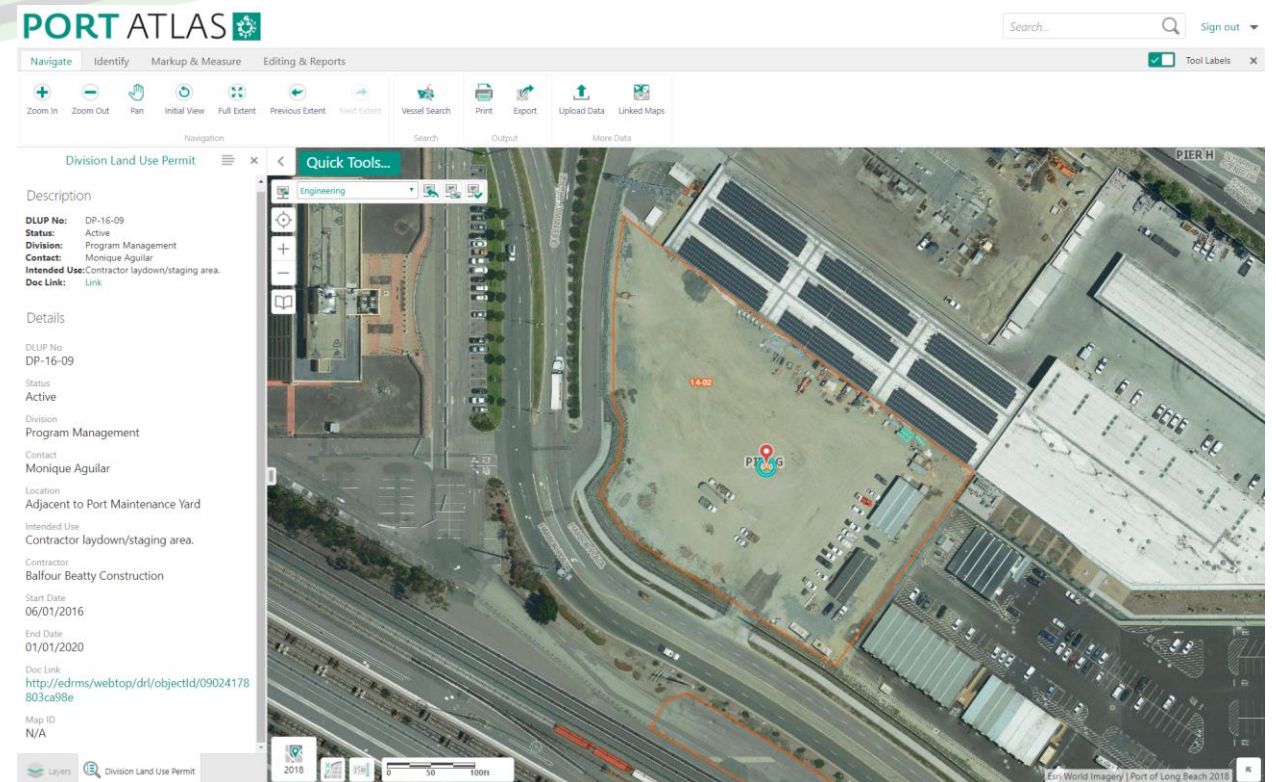 PORT ATLAS
Search...
Sign out
Navigate Identify Markup & Measure Editing & Reports
Tool Labels
Zoom In Zoom Out Pan Initial View Full Extent Previous Extent Next Extent Vessel Search Print Export Upload Data Linked Maps
Navigation Search Output More Data
Division Land Use Permit
Quick Tools...
Engineering
Description
DLUP No: DP-16-09
Status: Active
Division: Program Management
Contact: Monique Aguilar
Intended Use:Contractor laydown/staging area.
Doc Link: Link
Details
DLUP No
DP-16-09
Status
Active
Division
Program Management
Contact
Monique Aguilar
Location
Adjacent to Port Maintenance Yard
Intended Use
Contractor laydown/staging area.
Contractor
Balfour Beatty Construction
Start Date
06/01/2016
End Date
01/01/2020
Doc Link
http://edrms/webtop/drl/objectId/09024178
803ca98e
Map ID
N/A
Layers Division Land Use Permit
PIER H
14-02
2018
0 50 100ft
Esri World Imagery | Port of Long Beach 2018